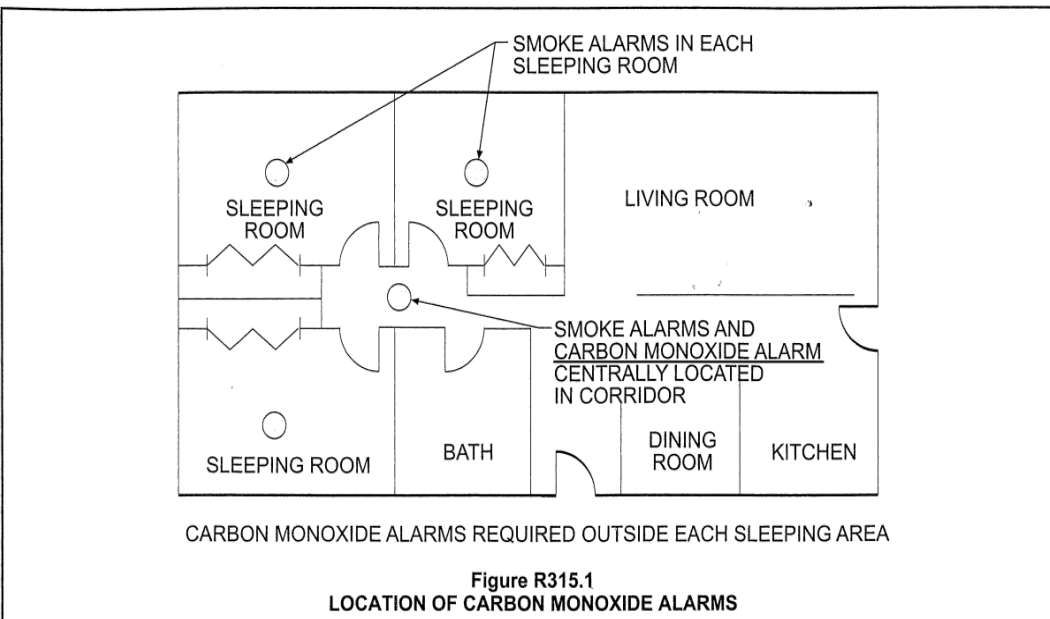 SMOKE ALARMS IN EACH
SLEEPING ROOM
SLEEPING
ROOM
SLEEPING
ROOM
LIVING ROOM
SMOKE ALARMS AND
CARBON MONOXIDE ALARM
CENTRALLY LOCATED
IN CORRIDOR
SLEEPING ROOM
BATH
DINING
ROOM
KITCHEN
CARBON MONOXIDE ALARMS REQUIRED OUTSIDE EACH SLEEPING AREA
Figure R315.1
LOCATION OF CARBON MONOXIDE ALARMS